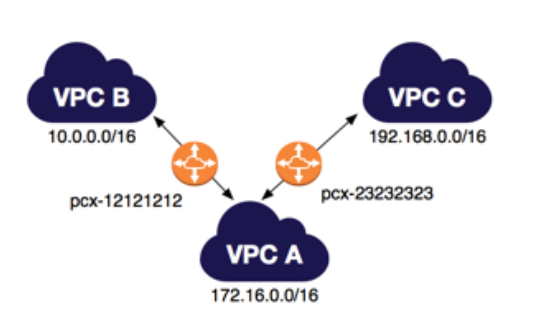 VPC B
VPC C
10.0.0.0/16
192.168.0.0/16
pcx-12121212
pcx-23232323
VPC A
172.16.0.0/16